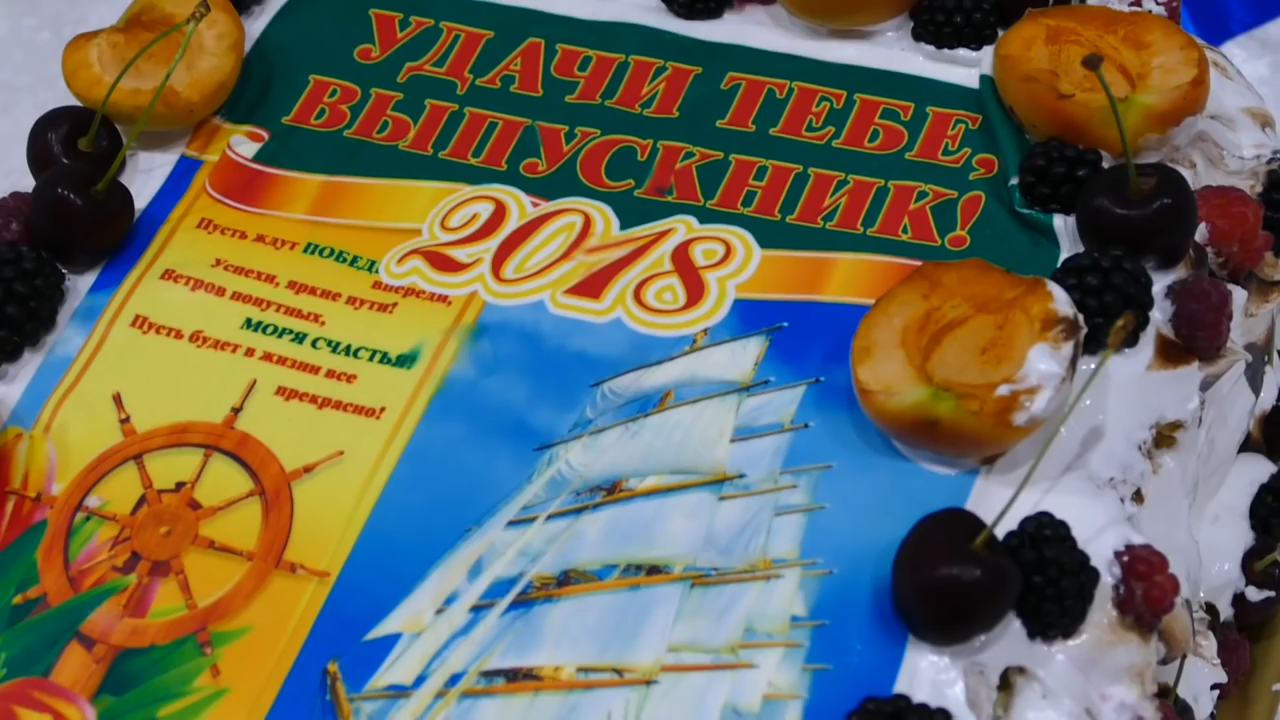 УДАЧИ ТЕБЕ,
ВЫПУСКНИК!
2018
Пусть ждут ПОБЕДЫ
впереди,
Успехи, яркие пути!
Ветров попутных,
МОРЯ СЧАСТЬЯ!
Пусть будет в жизни все
прекрасно!